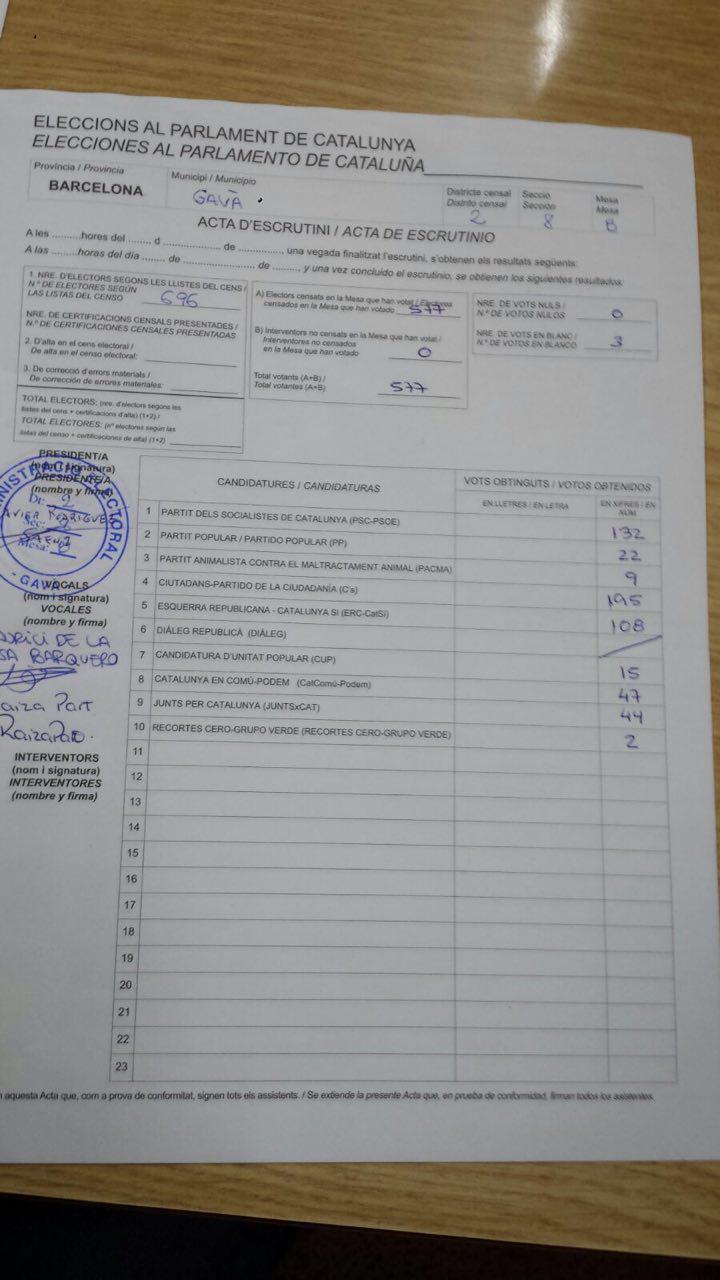 ELECCIONS AL PARLAMENT DE CATALUNYA
ELECCIONES AL PARLAMENTO DE CATALUÑA
Província / Provincia
BARCELONA
Municipi / Municipio
GAVÀ
Districte censal
Distrito censal
2
Secció
Sección
8
Mesa
Mesa
B
ACTA D'ESCRUTINI / ACTA DE ESCRUTINIO
A les ..........hores del ........ d .................... de .............., una vegada finalitzat l'escrutini, s'obtenen els resultats següents:
A las ..........horas del día ....... de ...................... de ........., y una vez concluido el escrutinio, se obtienen los siguientes resultados:
1. NRE. D'ELECTORS SEGONS LES LLISTES DEL CENS /
N.º DE ELECTORES SEGÚN
LAS LISTAS DEL CENSO 696
NRE. DE CERTIFICACIONS CENSALS PRESENTADES /
N.º DE CERTIFICACIONES CENSALES PRESENTADAS
2. D'alta en el cens electoral /
De alta en el censo electoral:
3. De correcció d'errors materials /
De corrección de errores materiales:
TOTAL ELECTORS: (nre. d'electors segons les
llistes del cens + certificacions d'alta) (1+2) /
TOTAL ELECTORES: (nº electores según las
listas del censo + certificaciones de alta) (1+2)
A) Electors censats en la Mesa que han votat / Electores
censados en la Mesa que han votado 577
B) Interventors no censats en la Mesa que han votat /
Interventores no censados
en la Mesa que han votado 0
Total votants (A+B) /
Total votantes (A+B) 577
NRE. DE VOTS NULS /
N.º DE VOTOS NULOS 0
NRE. DE VOTS EN BLANC /
N.º DE VOTOS EN BLANCO 3
PRESIDENT/A
(nom i signatura)
PRESIDENTE/A
(nombre y firma)
VOCALS
(nom i signatura)
VOCALES
(nombre y firma)
DE LA
BARQUERO
Part
INTERVENTORS
(nom i signatura)
INTERVENTORES
(nombre y firma)
CANDIDATURES / CANDIDATURAS
VOTS OBTINGUTS / VOTOS OBTENIDOS
EN LLETRES / EN LETRA
EN XIFRES / EN NÚM
1 PARTIT DELS SOCIALISTES DE CATALUNYA (PSC-PSOE) 132
2 PARTIT POPULAR / PARTIDO POPULAR (PP) 22
3 PARTIT ANIMALISTA CONTRA EL MALTRACTAMENT ANIMAL (PACMA) 9
4 CIUTADANS-PARTIDO DE LA CIUDADANÍA (C's) 195
5 ESQUERRA REPUBLICANA - CATALUNYA SI (ERC-CatSí) 108
6 DIÀLEG REPUBLICÀ (DIÀLEG)
7 CANDIDATURA D'UNITAT POPULAR (CUP) 15
8 CATALUNYA EN COMÚ-PODEM (CatComú-Podem) 47
9 JUNTS PER CATALUNYA (JUNTSxCAT) 44
10 RECORTES CERO-GRUPO VERDE (RECORTES CERO-GRUPO VERDE) 2
11
12
13
14
15
16
17
18
19
20
21
22
23
aquesta Acta que, com a prova de conformitat, signen tots els assistents. / Se extiende la presente Acta que, en prueba de conformidad, firman todos los asistentes.